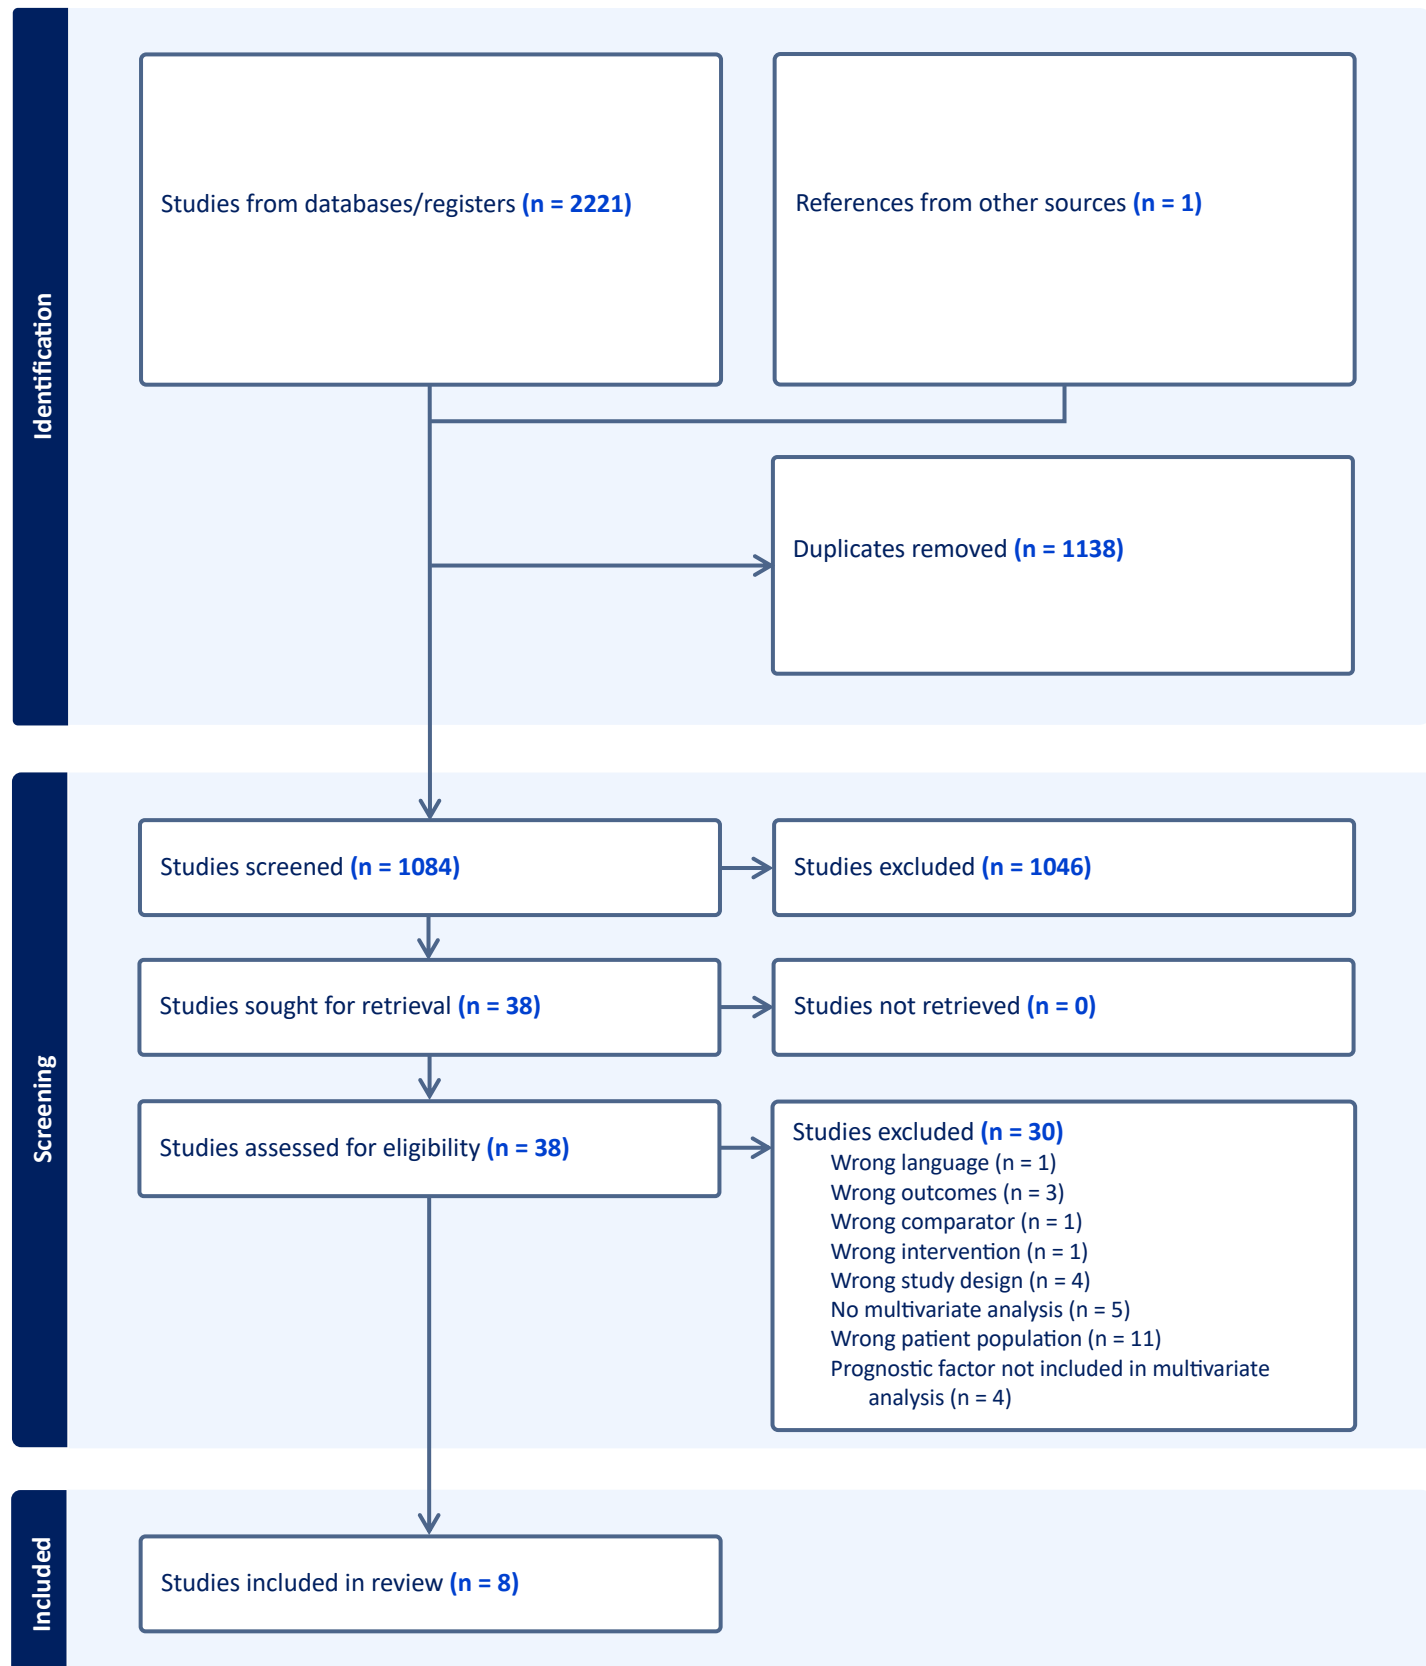 Identification
Studies from databases/registers (n = 2221)
References from other sources (n = 1)
Duplicates removed (n = 1138)
Screening
Studies screened (n = 1084)
Studies excluded (n = 1046)
Studies sought for retrieval (n = 38)
Studies not retrieved (n = 0)
Studies assessed for eligibility (n = 38)
Studies excluded (n = 30)
Wrong language (n = 1)
Wrong outcomes (n = 3)
Wrong comparator (n = 1)
Wrong intervention (n = 1)
Wrong study design (n = 4)
No multivariate analysis (n = 5)
Wrong patient population (n = 11)
Prognostic factor not included in multivariate
analysis (n = 4)
Included
Studies included in review (n = 8)